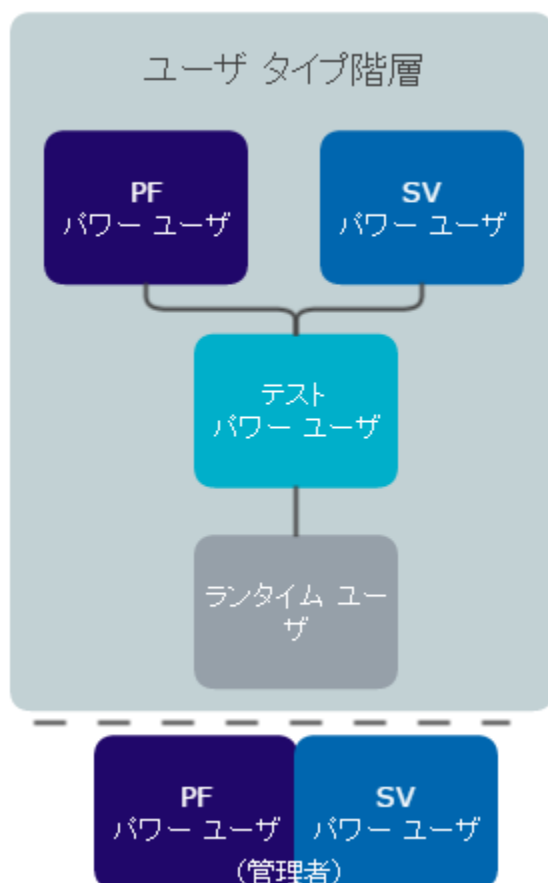 ユーザ タイプ階層
PF
パワー ユーザ
SV
パワー ユーザ
テスト
パワー ユーザ
ランタイム ユー
ザ
PF
パワー ユーザ
SV
パワー ユーザ
（管理者）